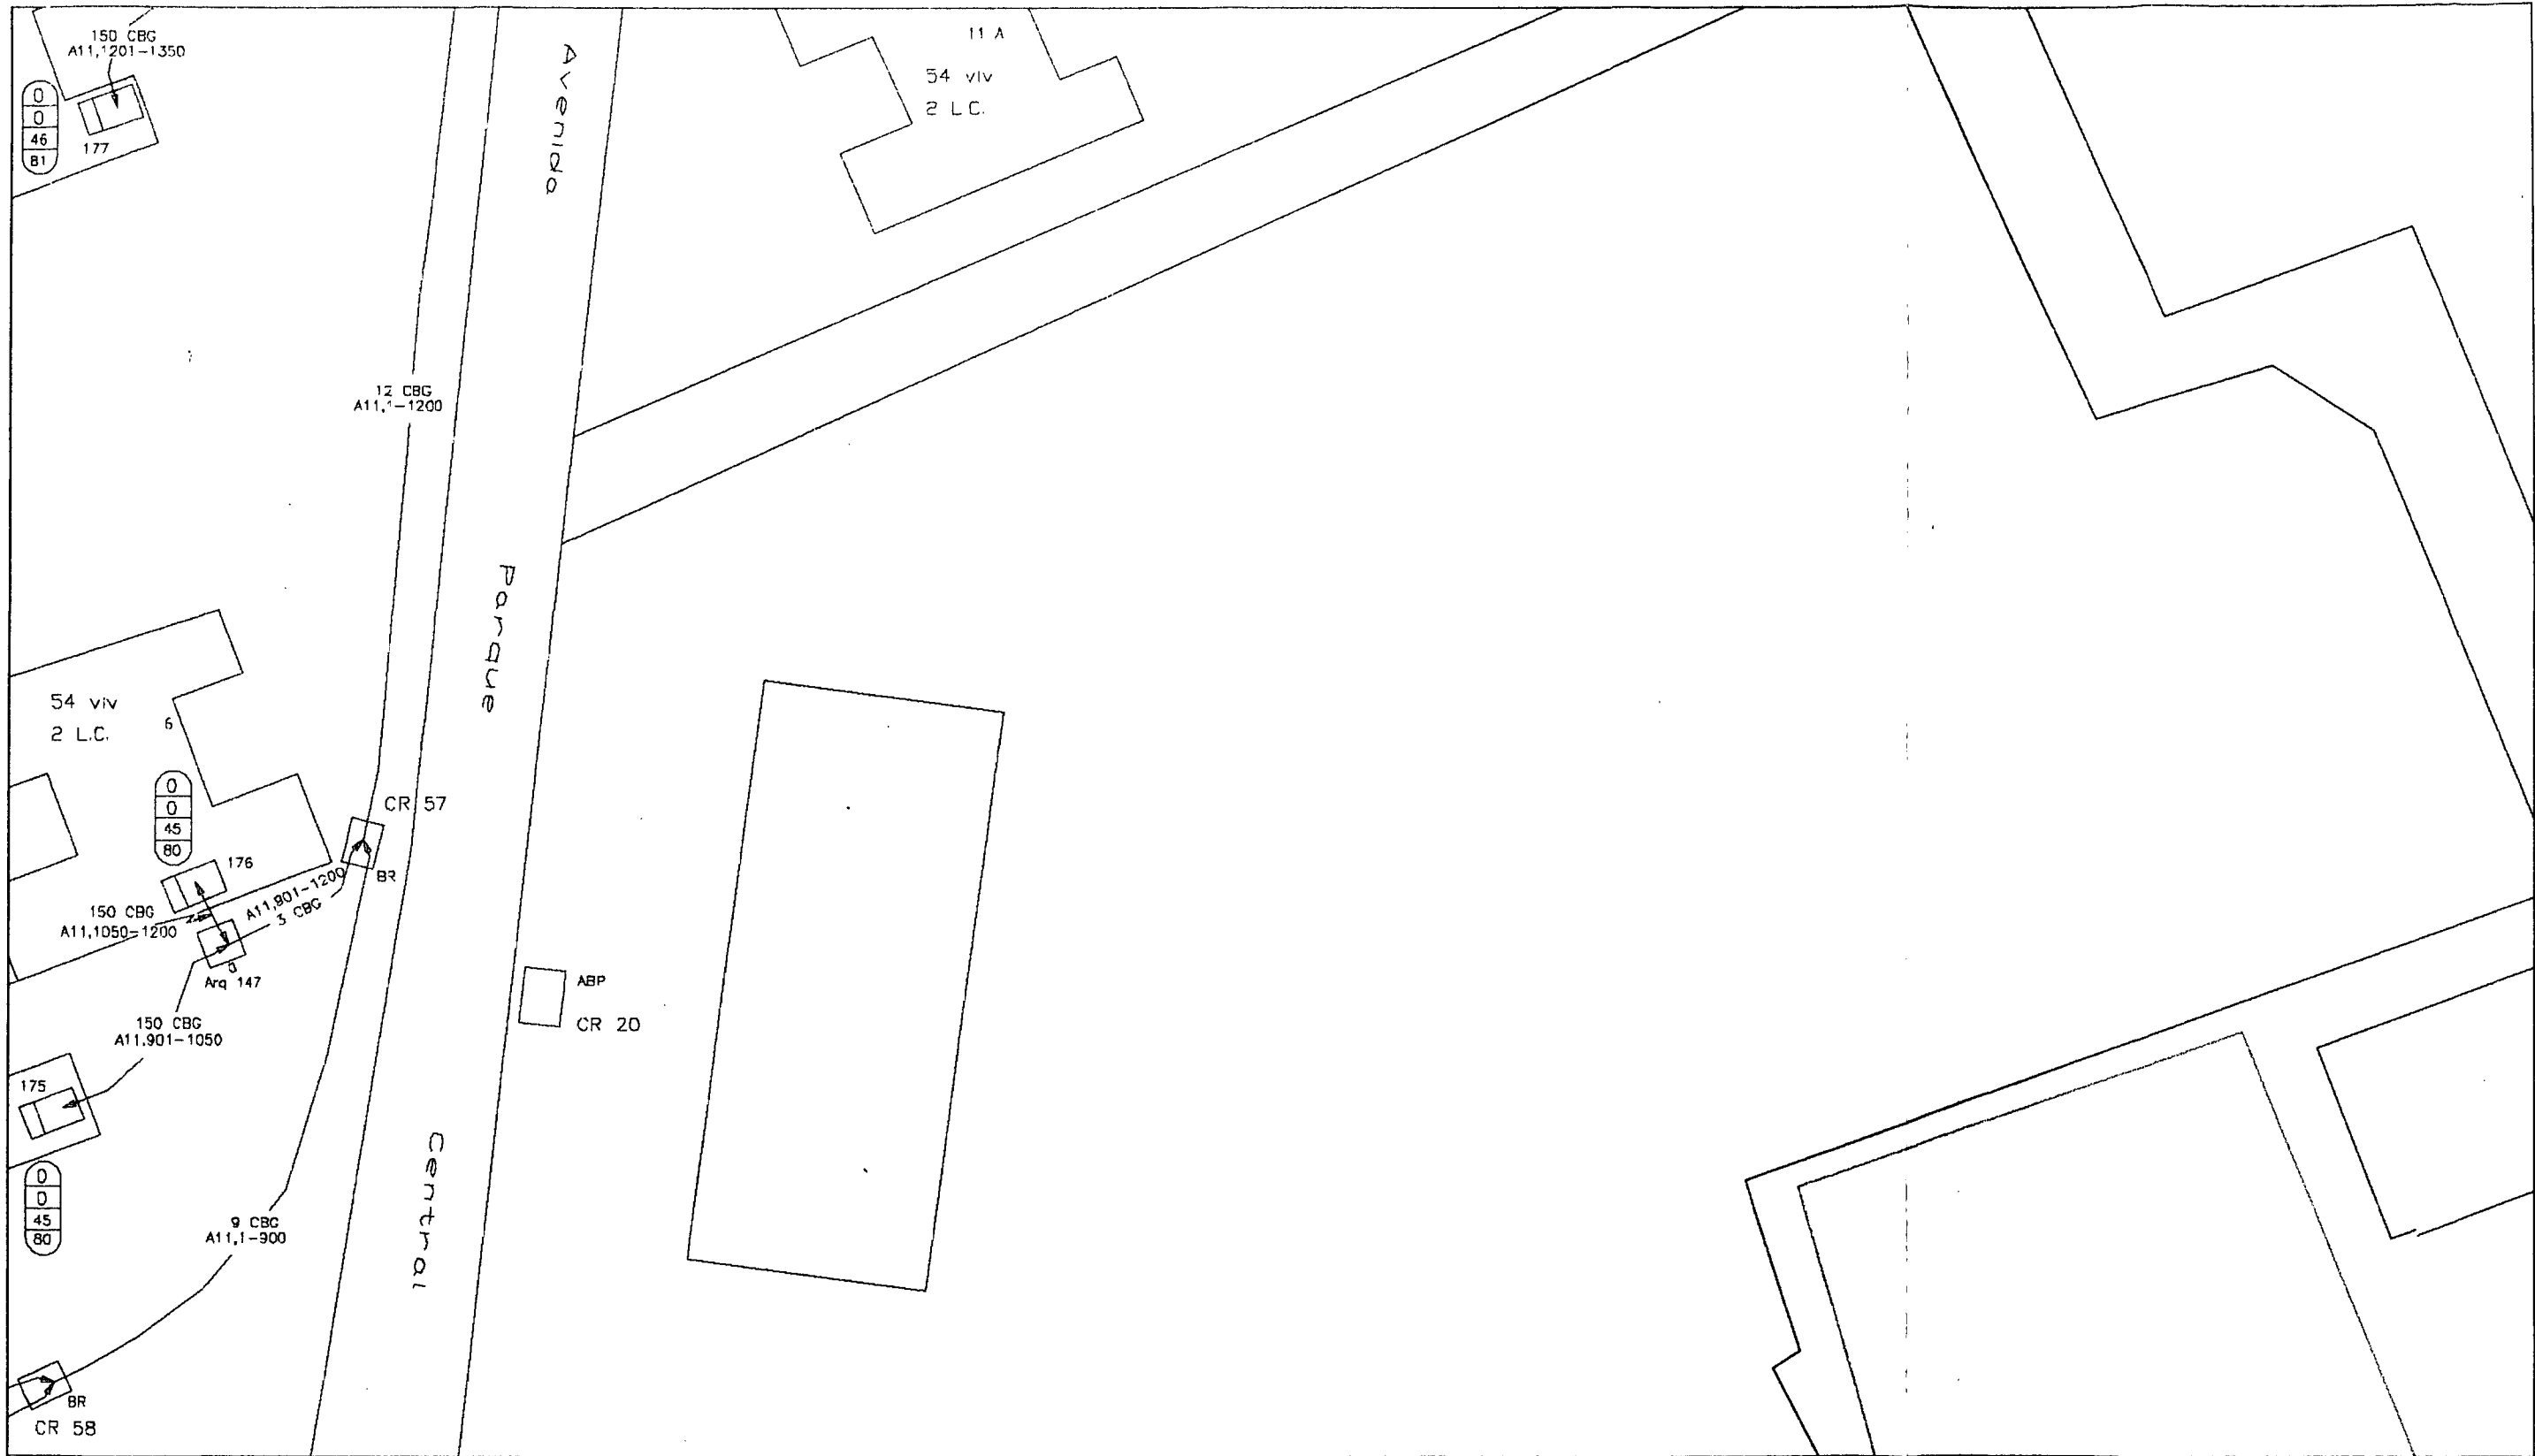 150 CBG
A11,1201-1350
0
0
46
81
177
Avenida
11 A
54 viv
2 L.C.
12 CBG
A11,1-1200
Parque
54 viv
2 L.C.
6
0
0
45
80
176
CR 57
BR
A11,901-1200
3 CBG
150 CBG
A11,1050-1200
Arq 147
ABP
CR 20
150 CBG
A11,901-1050
175
0
0
45
80
Central
9 CBG
A11,1-900
BR
CR 58